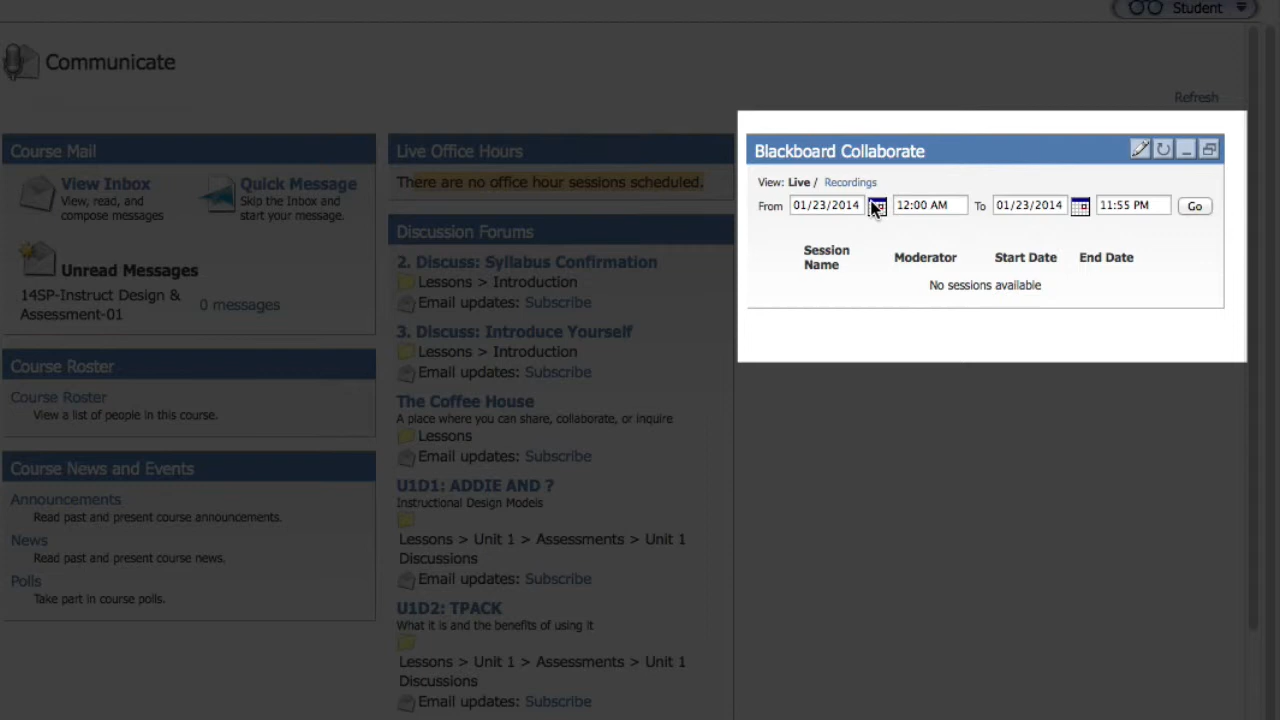 Student
Communicate
Refresh
Course Mail
View Inbox
View, read, and
compose messages
Quick Message
Skip the Inbox and
start your message.
Unread Messages
14SP-Instruct Design &
Assessment-01
0 messages
Course Roster
Course Roster
View a list of people in this course.
Course News and Events
Announcements
Read past and present course announcements.
News
Read past and present course news.
Polls
Take part in course polls.
Live Office Hours
There are no office hour sessions scheduled.
Discussion Forums
2. Discuss: Syllabus Confirmation
Lessons > Introduction
Email updates: Subscribe
3. Discuss: Introduce Yourself
Lessons > Introduction
Email updates: Subscribe
The Coffee House
A place where you can share, collaborate, or inquire
Lessons
Email updates: Subscribe
U1D1: ADDIE AND ?
Instructional Design Models
Lessons > Unit 1 > Assessments > Unit 1
Discussions
Email updates: Subscribe
U1D2: TPACK
What it is and the benefits of using it
Lessons > Unit 1 > Assessments > Unit 1
Discussions
Email updates: Subscribe
Blackboard Collaborate
View: Live / Recordings
From 01/23/2014 12:00 AM To 01/23/2014 11:55 PM Go
Session
Name
Moderator Start Date End Date
No sessions available